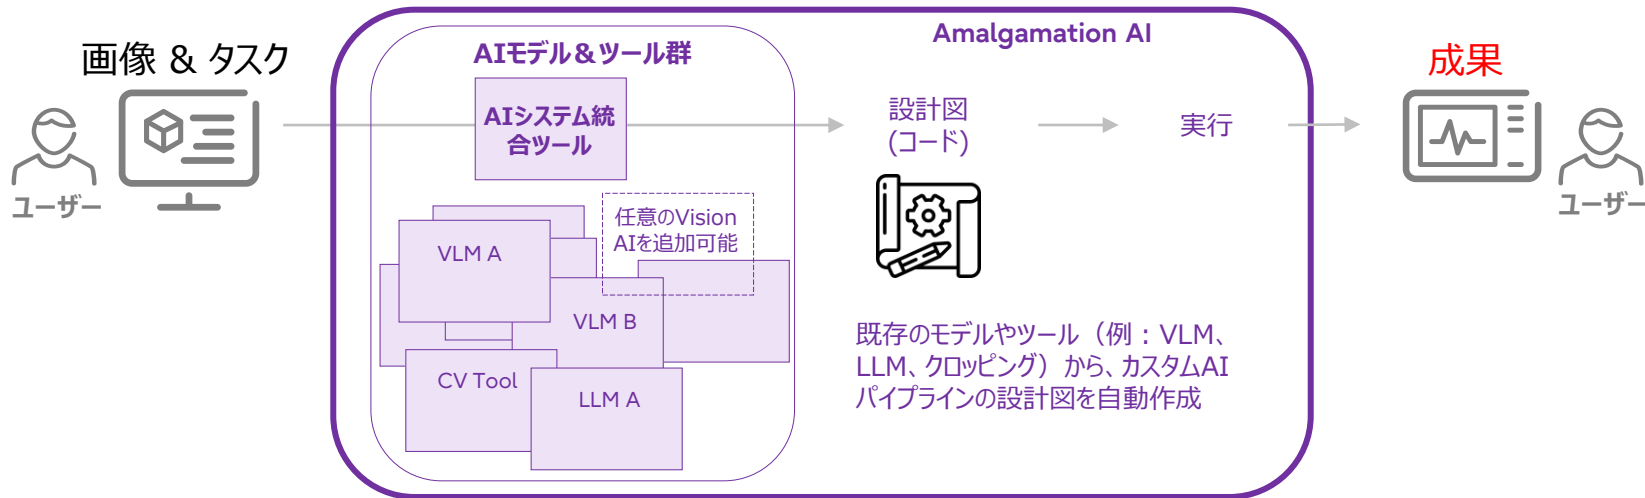 画像 & タスク
ユーザー
AIモデル＆ツール群
AIシステム統
合ツール
任意のVision
AIを追加可能
VLM A
VLM B
CV Tool
LLM A
Amalgamation AI
設計図
(コード)
実行
既存のモデルやツール（例：VLM、
LLM、クロッピング）から、カスタムAI
パイプラインの設計図を自動作成
成果
ユーザー